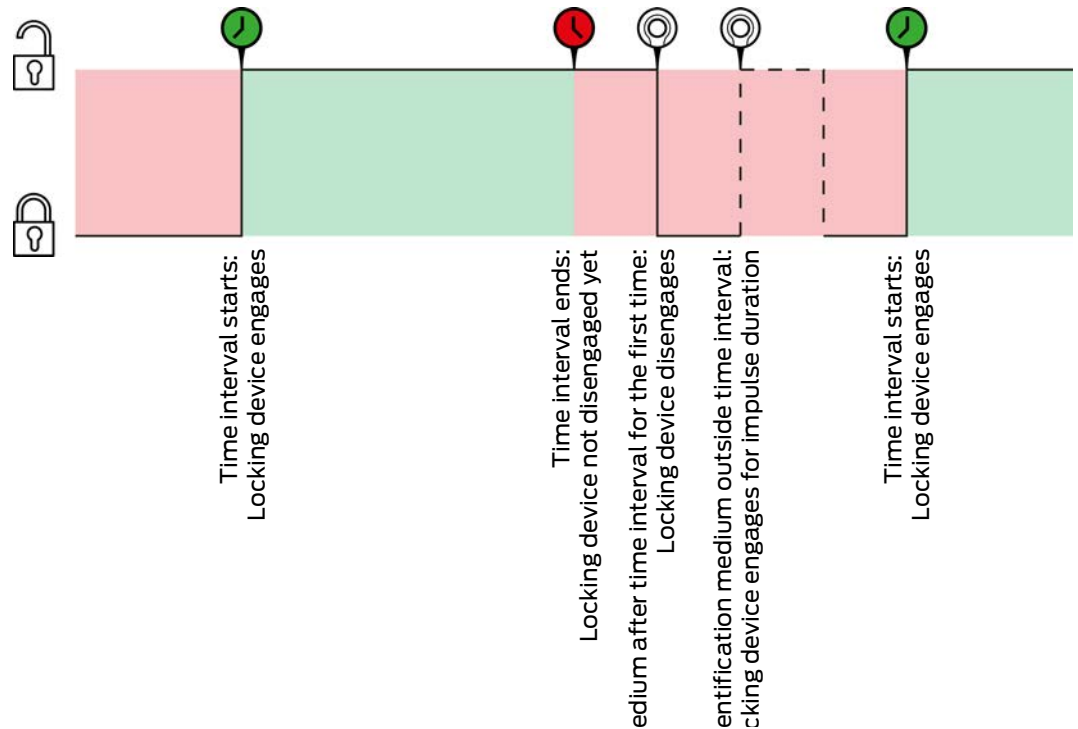 Time interval starts:
Locking device engages
Time interval ends:
Locking device not disengaged yet
edium after time interval for the first time:
Locking device disengages
entification medium outside time interval:
cking device engages for impulse duration
Time interval starts:
Locking device engages